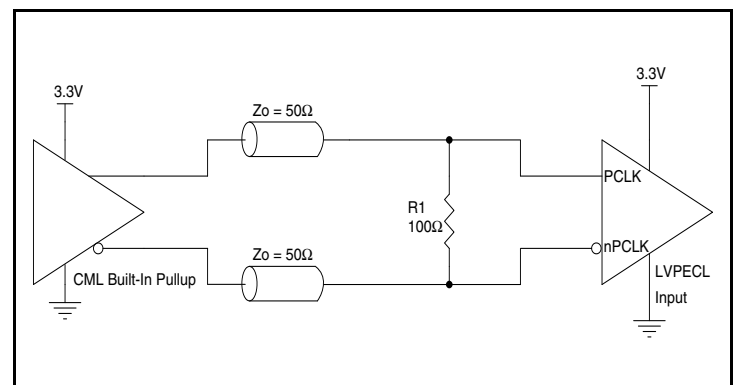 3.3V
Zo = 50Ω
3.3V
PCLK
R1
100Ω
nPCLK
Zo = 50Ω
CML Built-In Pullup
LVPECL
Input